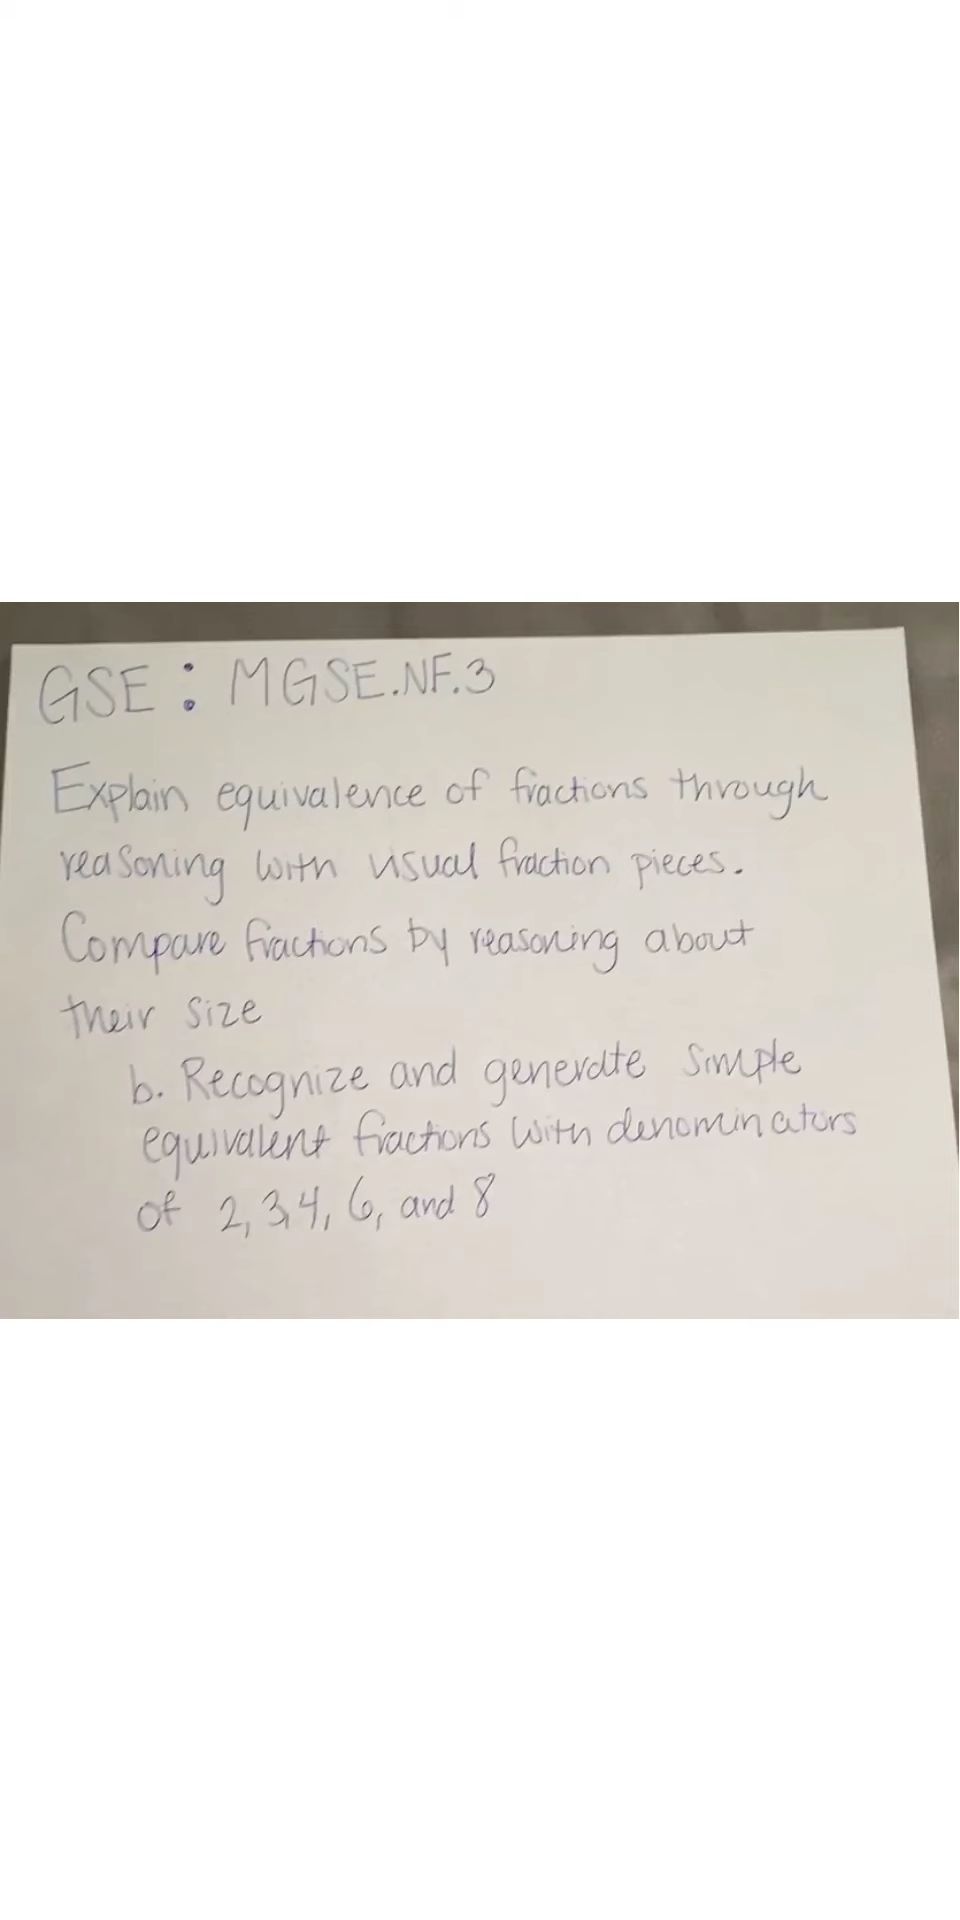 GSE: MGSE.NF.3
Explain equivalence of fractions through
reasoning with visual fraction pieces.
Compare fractions by reasoning about
their size
b. Recognize and generate simple
equivalent fractions with denominators
of 2, 3, 4, 6, and 8